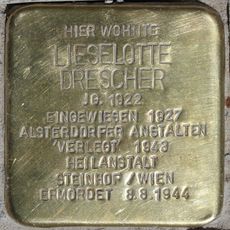 HIER WOHNTE
LIESELOTTE
DRESCHER
JG. 1922
EINGEWIESEN 1927
ALSTERDORFER ANSTALTEN
'VERLEGT' 1943
HEILANSTALT
STEINHOF / WIEN
ERMORDET 8.8.1944